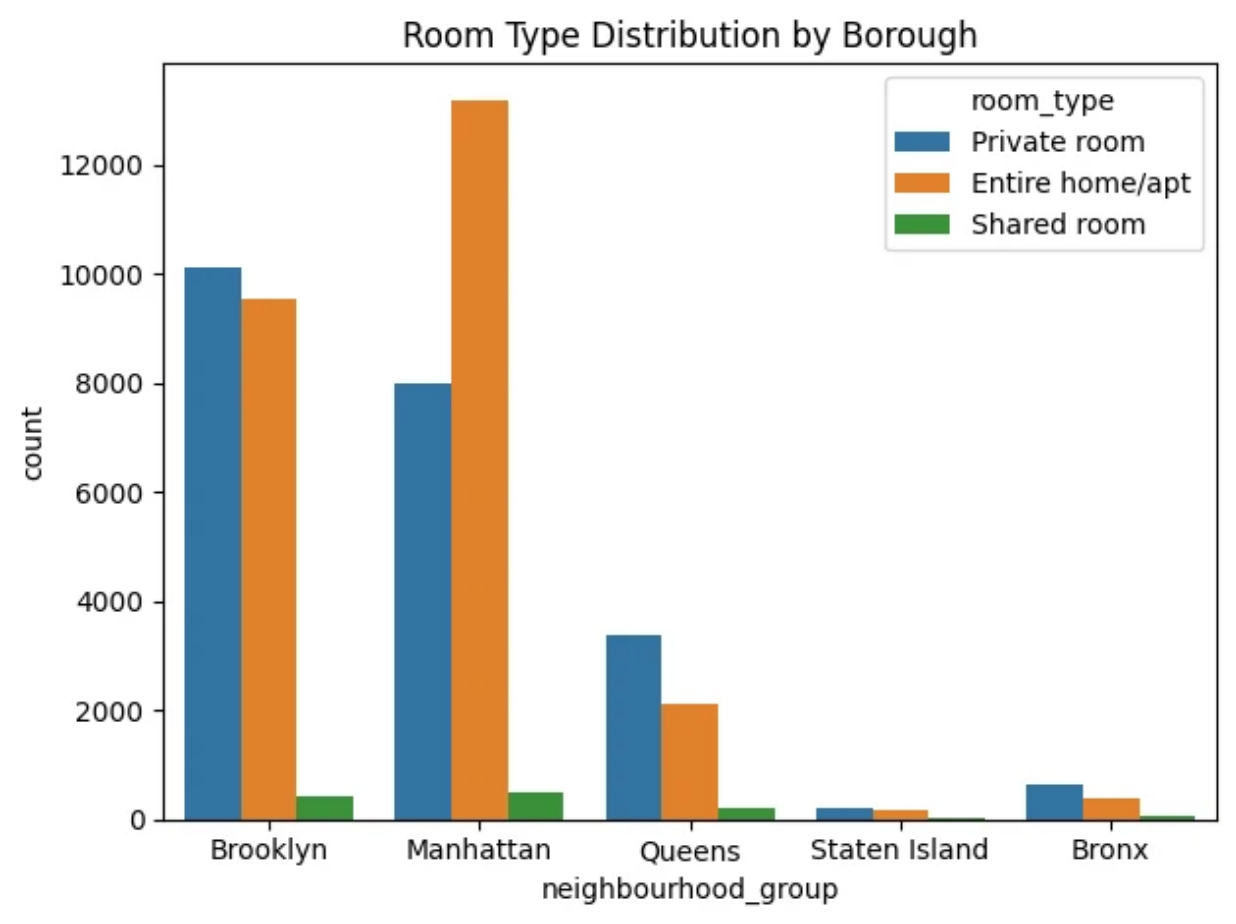 Room Type Distribution by Borough
room_type
Private room
Entire home/apt
Shared room
12000
10000
8000
6000
4000
2000
0
count
Brooklyn Manhattan Queens Staten Island Bronx
neighbourhood_group